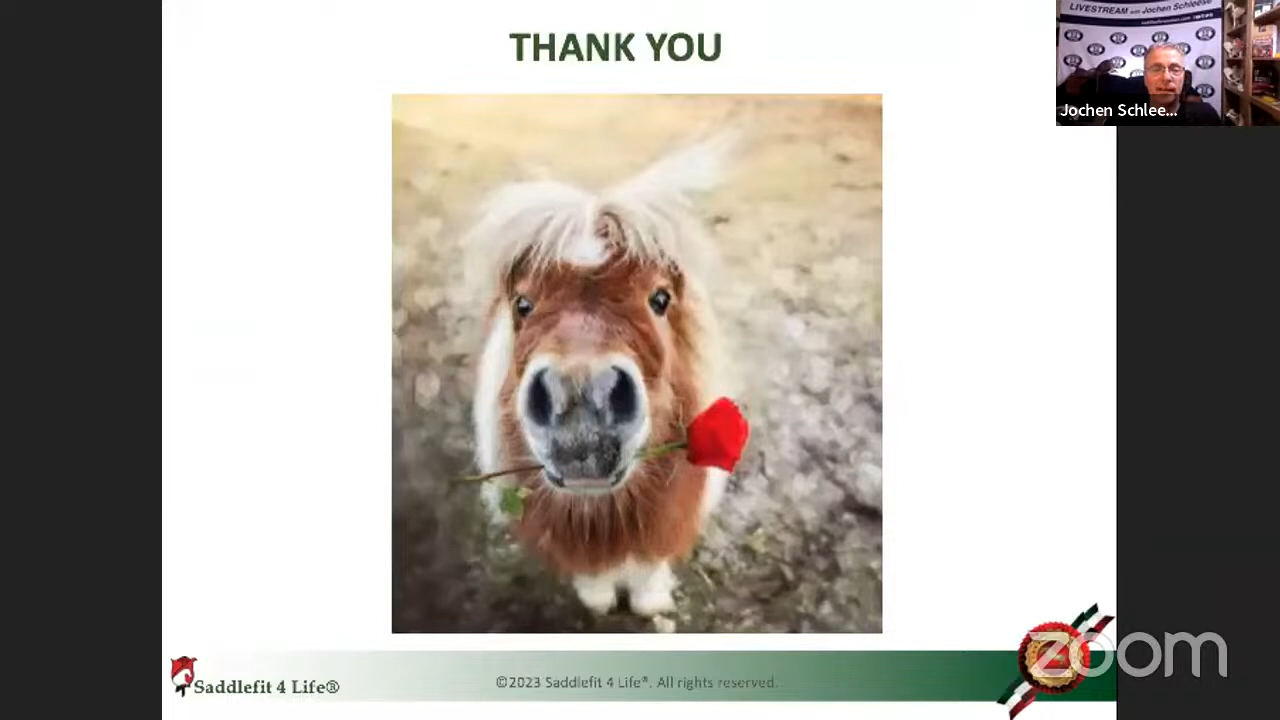 THANK YOU
LIVESTREAM with Jochen Schleese
Jochen Schlee...
Saddlefit 4 Life®
©2023 Saddlefit 4 Life®. All rights reserved.
zoom